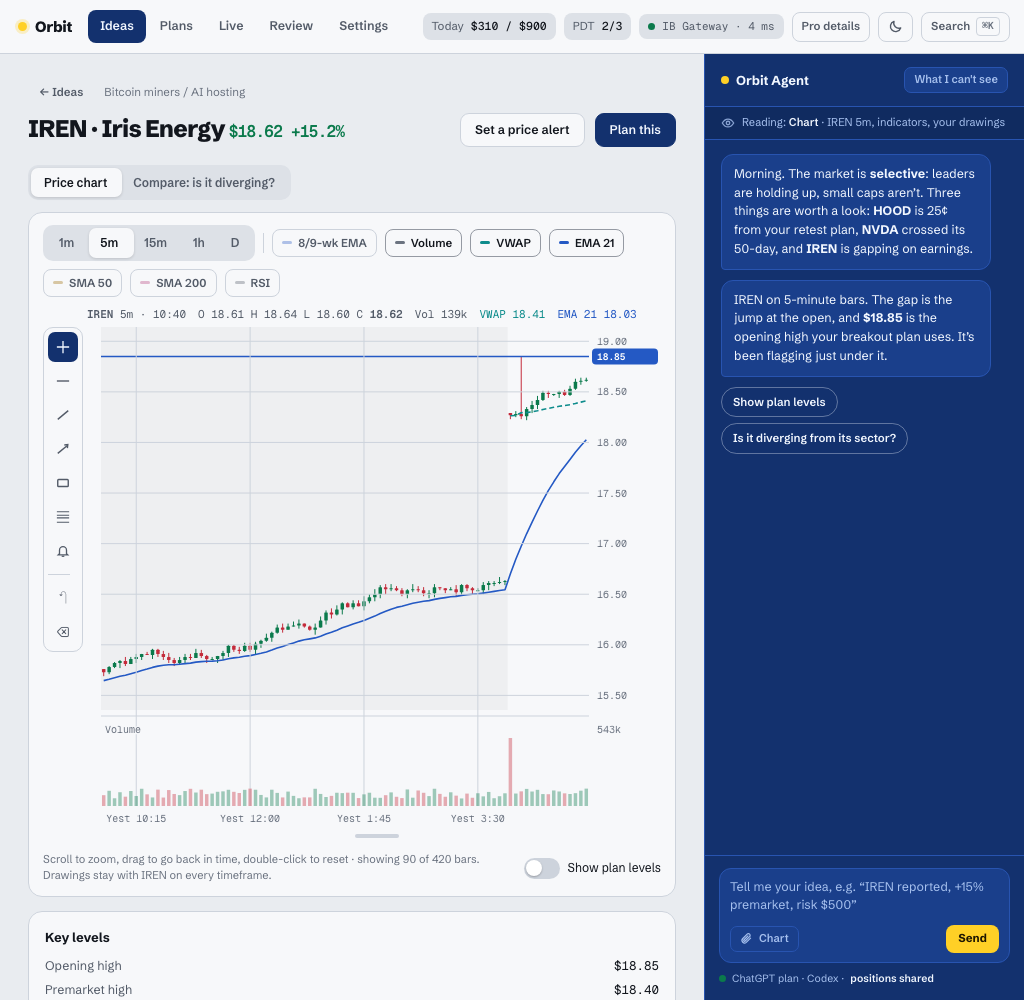 Orbit
Ideas
Plans
Live
Review
Settings
Today $310 / $900
PDT 2/3
IB Gateway · 4 ms
Pro details
Search ⌘K
← Ideas
Bitcoin miners / AI hosting
IREN · Iris Energy $18.62 +15.2%
Set a price alert
Plan this
Price chart
Compare: is it diverging?
1m 5m 15m 1h D
8/9-wk EMA
Volume
VWAP
EMA 21
SMA 50
SMA 200
RSI
IREN 5m · 10:40 O 18.61 H 18.64 L 18.60 C 18.62 Vol 139k VWAP 18.41 EMA 21 18.03
19.00
18.85
18.50
18.00
17.50
17.00
16.50
16.00
15.50
Volume
543k
Yest 10:15
Yest 12:00
Yest 1:45
Yest 3:30
Scroll to zoom, drag to go back in time, double-click to reset · showing 90 of 420 bars.
Drawings stay with IREN on every timeframe.
Show plan levels
Key levels
Opening high $18.85
Premarket high $18.40
Orbit Agent
What I can't see
Reading: Chart · IREN 5m, indicators, your drawings
Morning. The market is selective: leaders
are holding up, small caps aren’t. Three
things are worth a look: HOOD is 25¢
from your retest plan, NVDA crossed its
50-day, and IREN is gapping on earnings.
IREN on 5-minute bars. The gap is the
jump at the open, and $18.85 is the
opening high your breakout plan uses. It’s
been flagging just under it.
Show plan levels
Is it diverging from its sector?
Tell me your idea, e.g. “IREN reported, +15%
premarket, risk $500”
Chart
Send
ChatGPT plan · Codex · positions shared